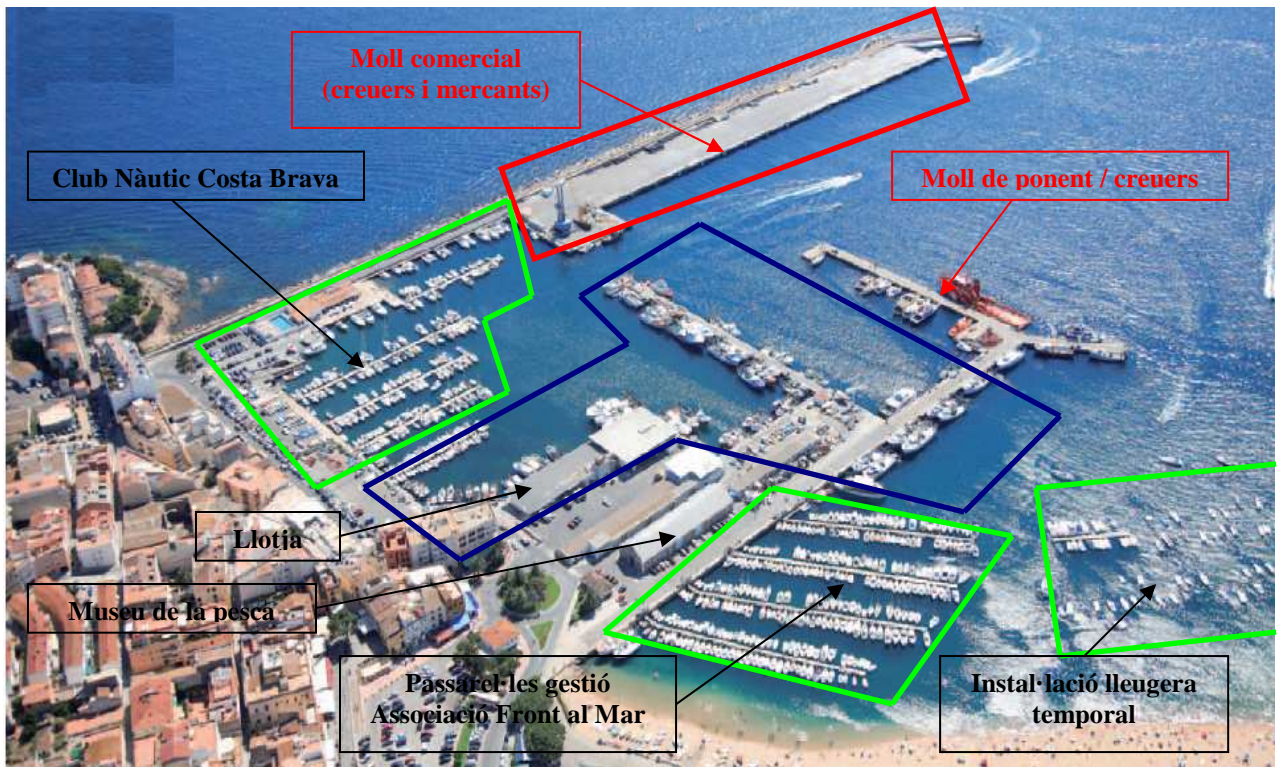 Moll comercial
(creuers i mercants)
Club Nàutic Costa Brava
Moll de ponent / creuers
Llotja
Museu de la pesca
Passarel·les gestió
Associació Front al Mar
Instal·lació lleugera
temporal